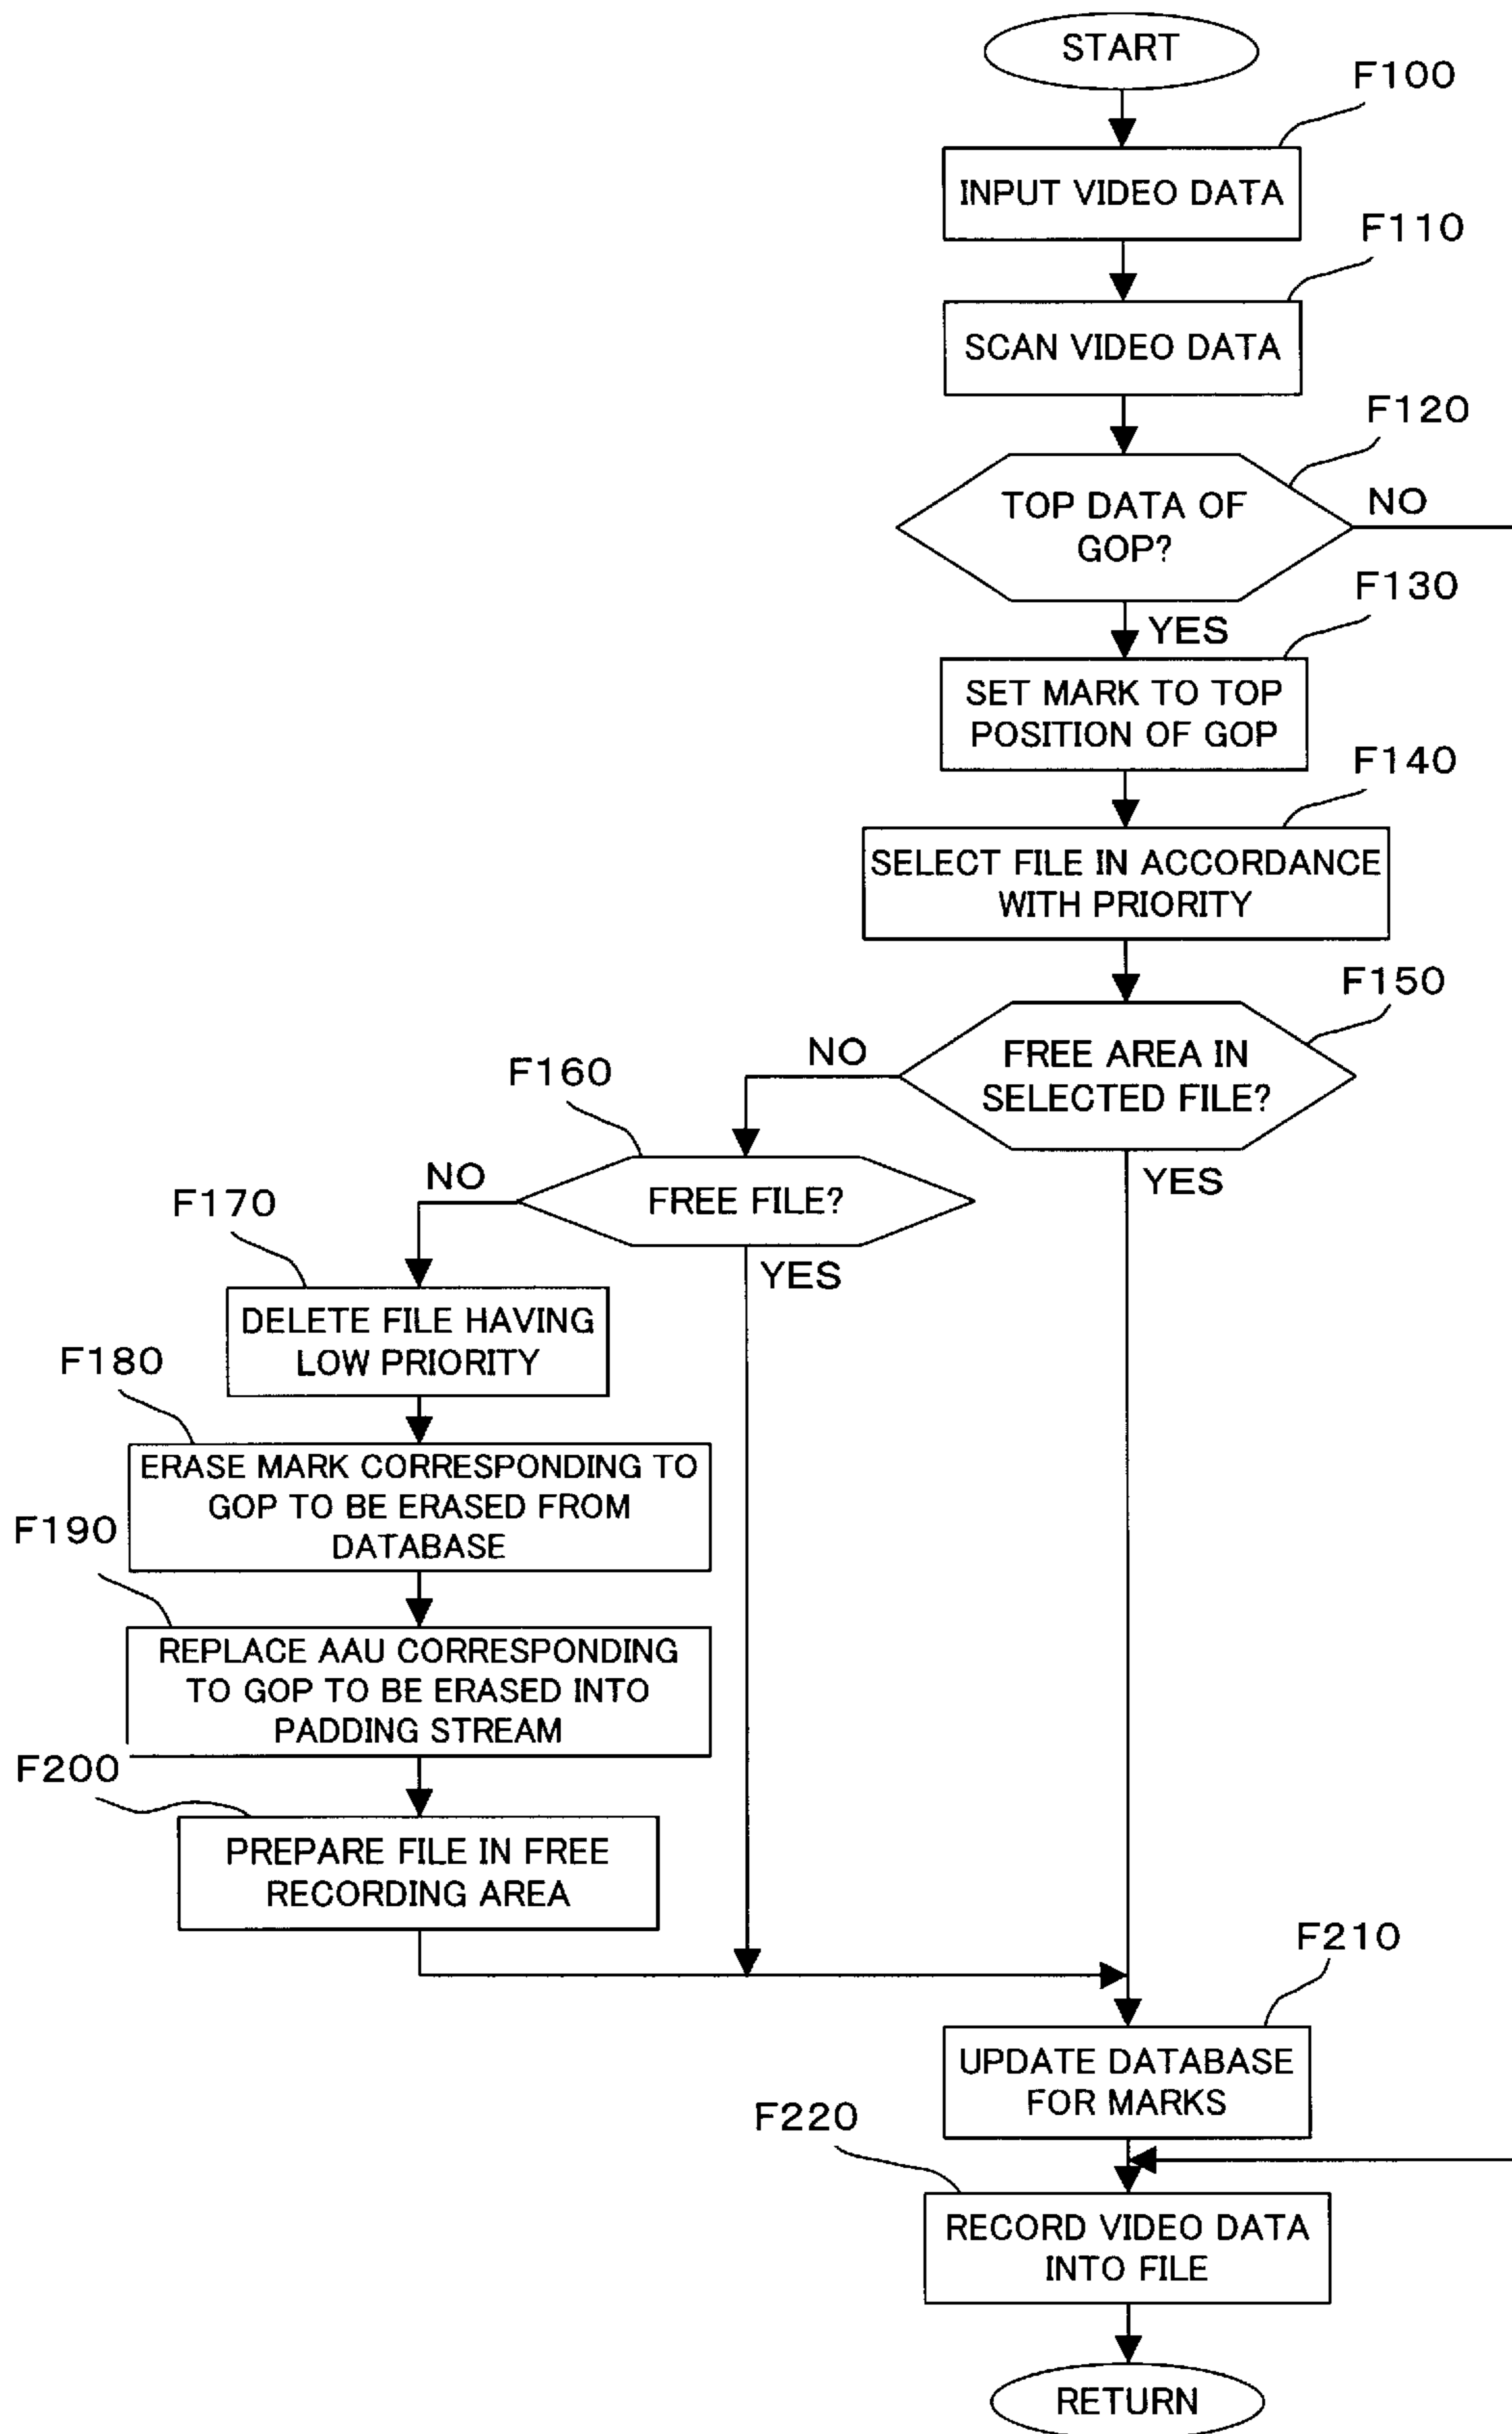 START
F100
INPUT VIDEO DATA
F110
SCAN VIDEO DATA
F120
TOP DATA OF
GOP?
NO
F130
YES
SET MARK TO TOP
POSITION OF GOP
F140
SELECT FILE IN ACCORDANCE
WITH PRIORITY
F150
FREE AREA IN
SELECTED FILE?
NO
YES
F160
FREE FILE?
NO
YES
F170
DELETE FILE HAVING
LOW PRIORITY
F180
ERASE MARK CORRESPONDING TO
GOP TO BE ERASED FROM
DATABASE
F190
REPLACE AAU CORRESPONDING
TO GOP TO BE ERASED INTO
PADDING STREAM
F200
PREPARE FILE IN FREE
RECORDING AREA
F210
UPDATE DATABASE
FOR MARKS
F220
RECORD VIDEO DATA
INTO FILE
RETURN